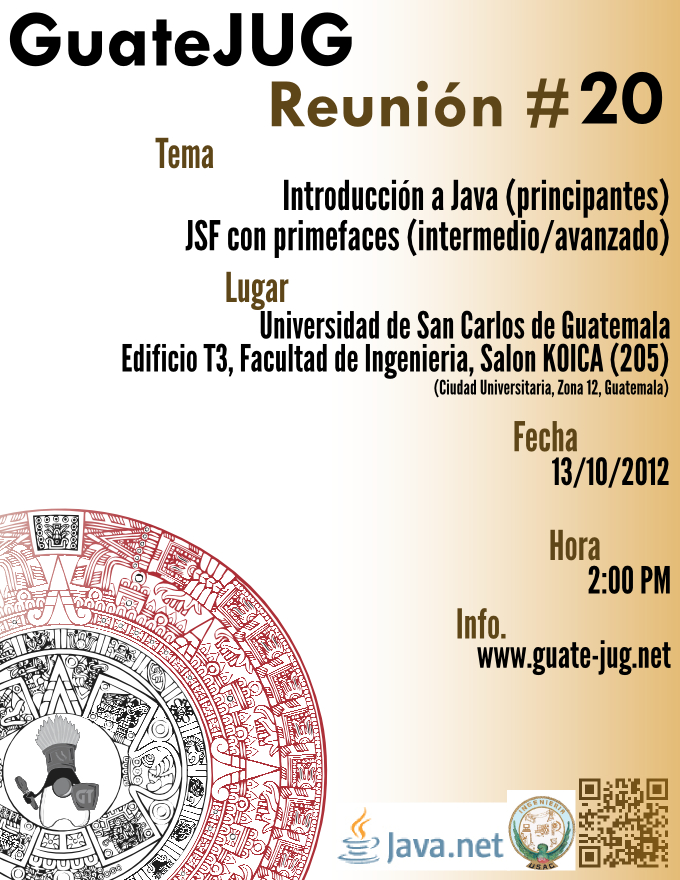 GuateJUG
Reunión #20
Tema
Introducción a Java (principantes)
JSF con primefaces (intermedio/avanzado)
Lugar
Universidad de San Carlos de Guatemala
Edificio T3, Facultad de Ingenieria, Salon KOICA (205)
(Ciudad Universitaria, Zona 12, Guatemala)
Fecha
13/10/2012
Hora
2:00 PM
Info.
www.guate-jug.net
Java.net
INGENIERIA
USAC